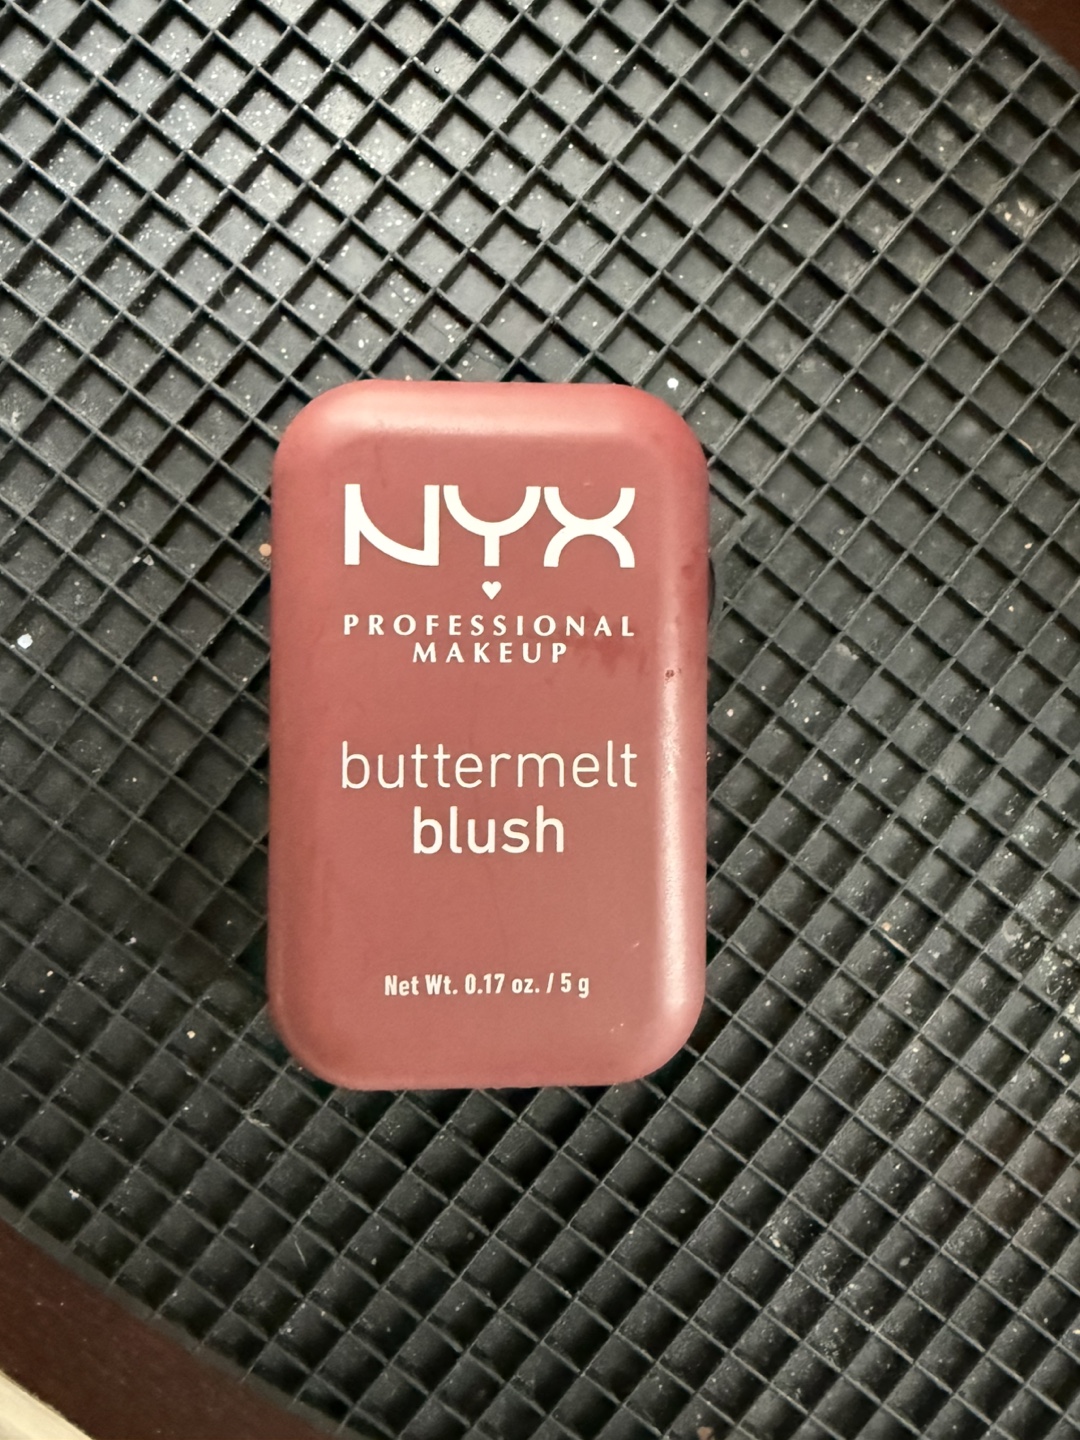 NYX
PROFESSIONAL
MAKEUP
buttermelt
blush
Net Wt. 0.17 oz. / 5 g